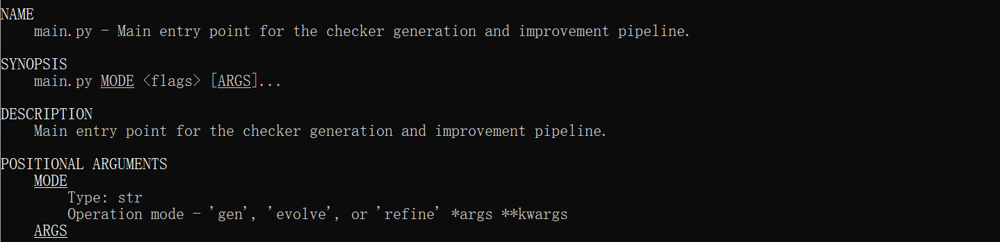 NAME
main.py - Main entry point for the checker generation and improvement pipeline.
SYNOPSIS
main.py MODE <flags> [ARGS]...
DESCRIPTION
Main entry point for the checker generation and improvement pipeline.
POSITIONAL ARGUMENTS
MODE
Type: str
Operation mode - 'gen', 'evolve', or 'refine' *args **kwargs
ARGS